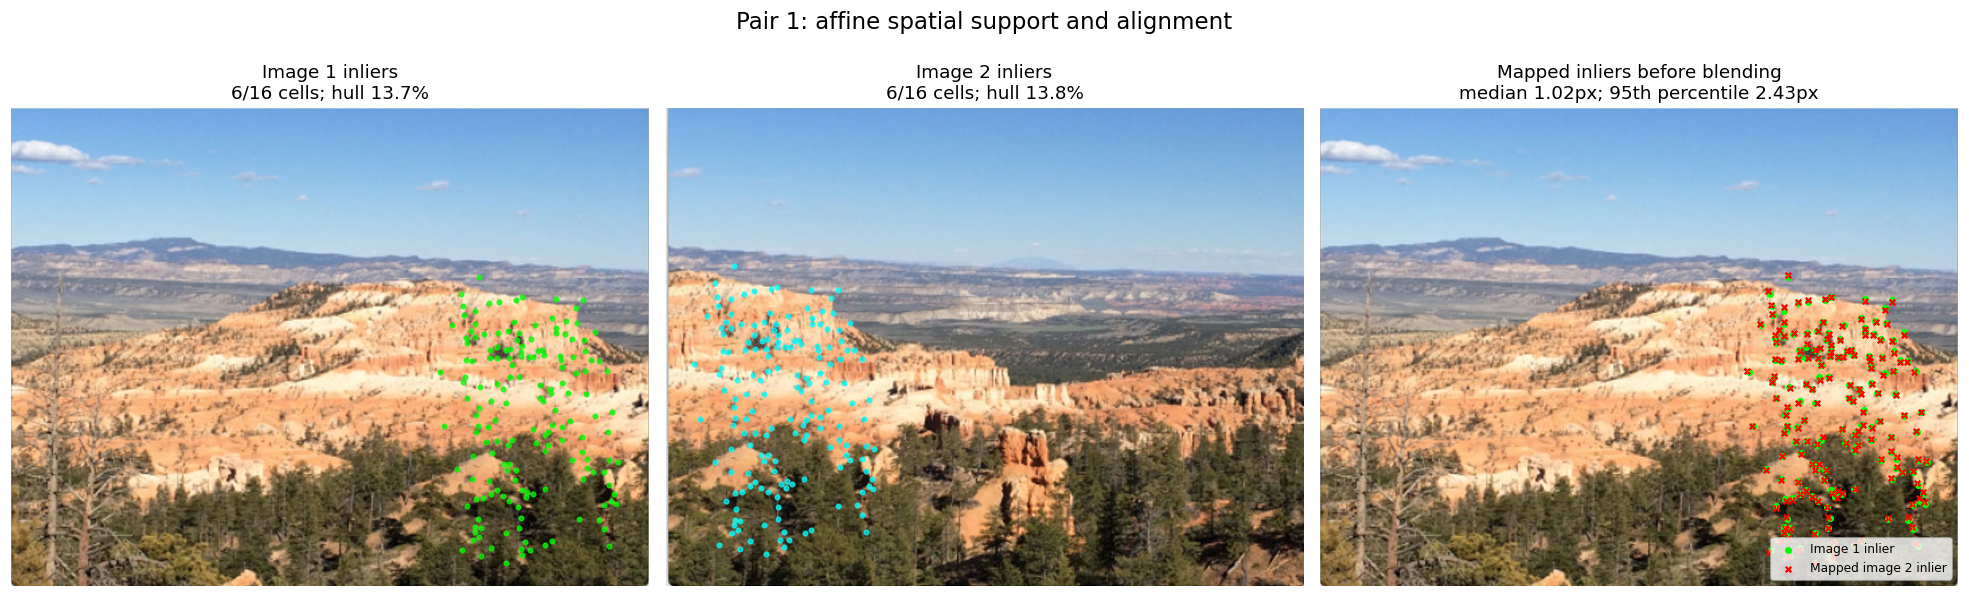 Pair 1: affine spatial support and alignment
Image 1 inliers
6/16 cells; hull 13.7%
Image 2 inliers
6/16 cells; hull 13.8%
Mapped inliers before blending
median 1.02px; 95th percentile 2.43px
Image 1 inlier
Mapped image 2 inlier